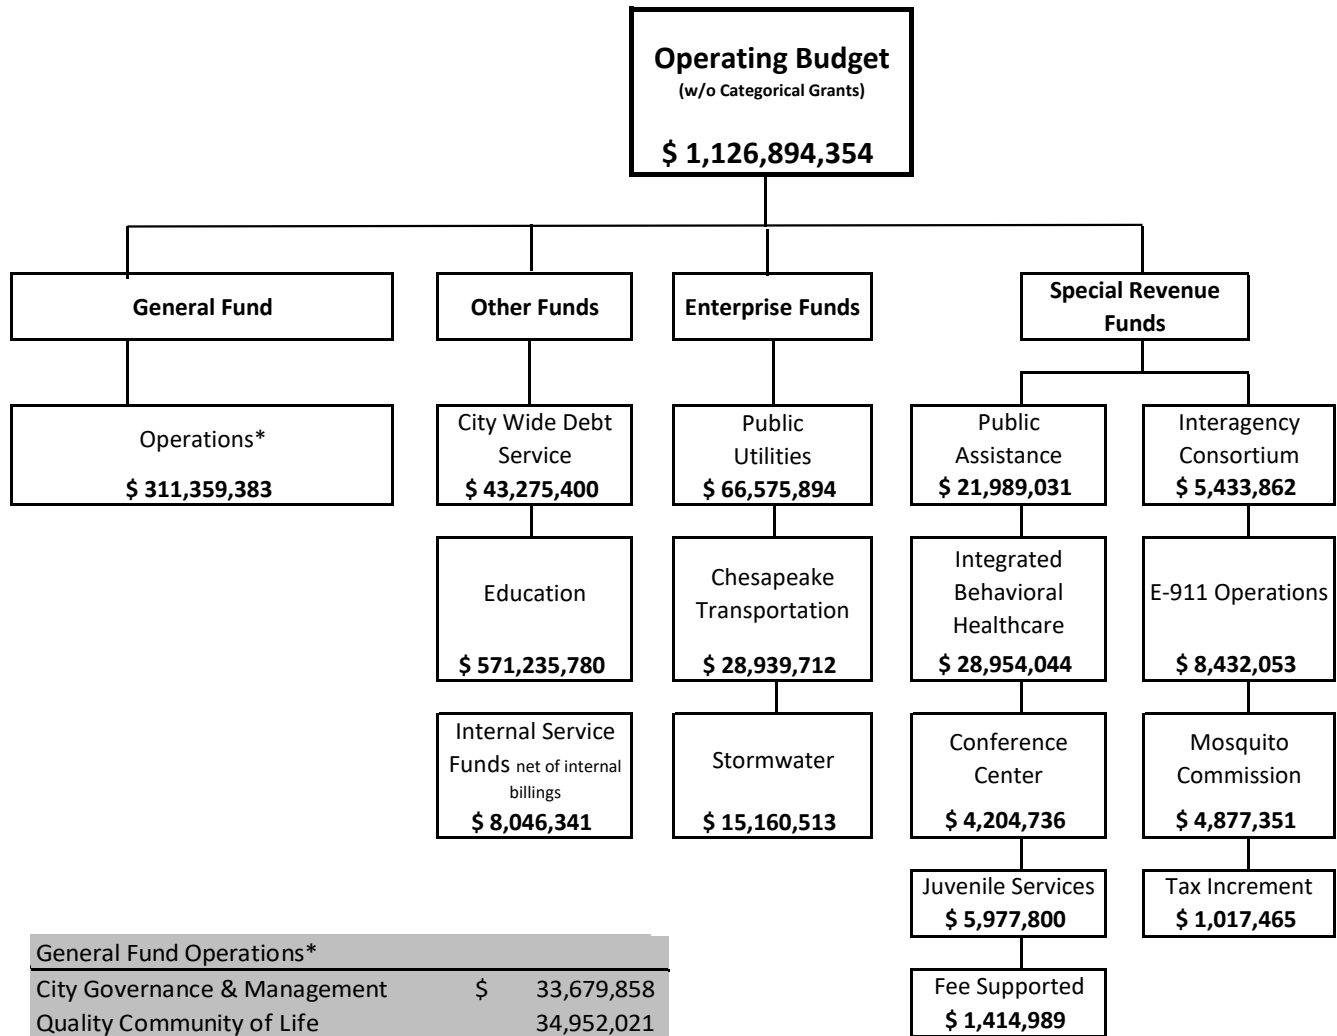 Operating Budget
(w/o Categorical Grants)
$ 1,126,894,354
General Fund
Other Funds
Enterprise Funds
Special Revenue
Funds
Operations*
$ 311,359,383
City Wide Debt
Service
$ 43,275,400
Public
Utilities
$ 66,575,894
Public
Assistance
$ 21,989,031
Interagency
Consortium
$ 5,433,862
Education
$ 571,235,780
Chesapeake
Transportation
$ 28,939,712
Integrated
Behavioral
Healthcare
$ 28,954,044
E-911 Operations
$ 8,432,053
Internal Service
Funds net of internal
billings
$ 8,046,341
Stormwater
$ 15,160,513
Conference
Center
$ 4,204,736
Mosquito
Commission
$ 4,877,351
Juvenile Services
$ 5,977,800
Tax Increment
$ 1,017,465
Fee Supported
$ 1,414,989
General Fund Operations*
City Governance & Management $ 33,679,858
Quality Community of Life 34,952,021